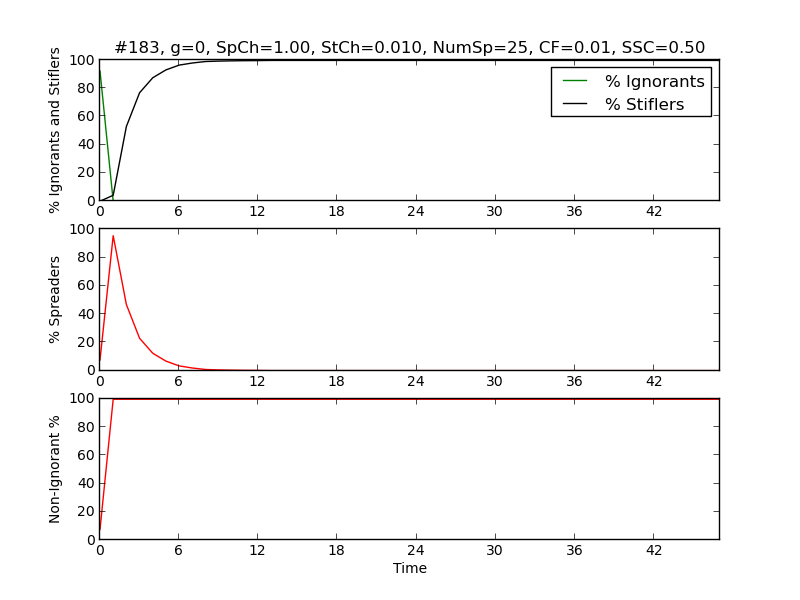 #183, g=0, SpCh=1.00, StCh=0.010, NumSp=25, CF=0.01, SSC=0.50
% Ignorants and Stiflers
100
80
60
40
20
0
% Ignorants
% Stiflers
0 6 12 18 24 30 36 42
% Spreaders
100
80
60
40
20
0
0 6 12 18 24 30 36 42
Non-Ignorant %
100
80
60
40
20
0
0 6 12 18 24 30 36 42
Time